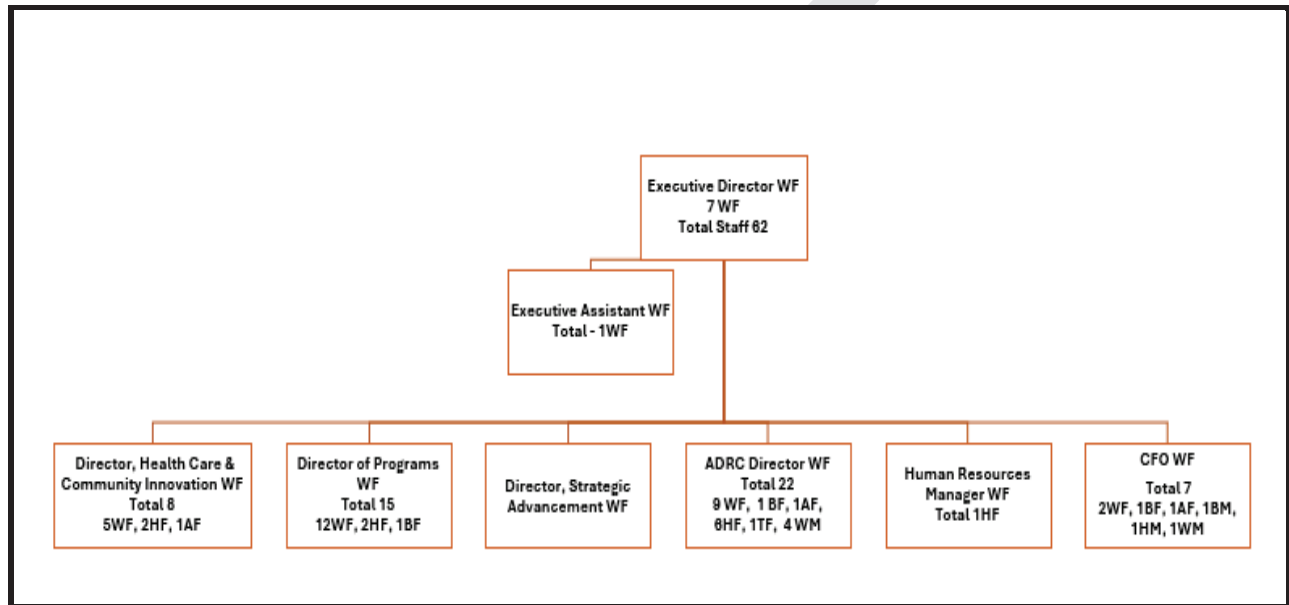 Executive Director WF
7 WF
Total Staff 62
Executive Assistant WF
Total - 1WF
Director, Health Care &
Community Innovation WF
Total 8
5WF, 2HF, 1AF
Director of Programs
WF
Total 15
12WF, 2HF, 1BF
Director, Strategic
Advancement WF
ADRC Director WF
Total 22
9 WF, 1 BF, 1AF,
6HF, 1TF, 4 WM
Human Resources
Manager WF
Total 1HF
CFO WF
Total 7
2WF, 1BF, 1AF, 1BM,
1HM, 1WM